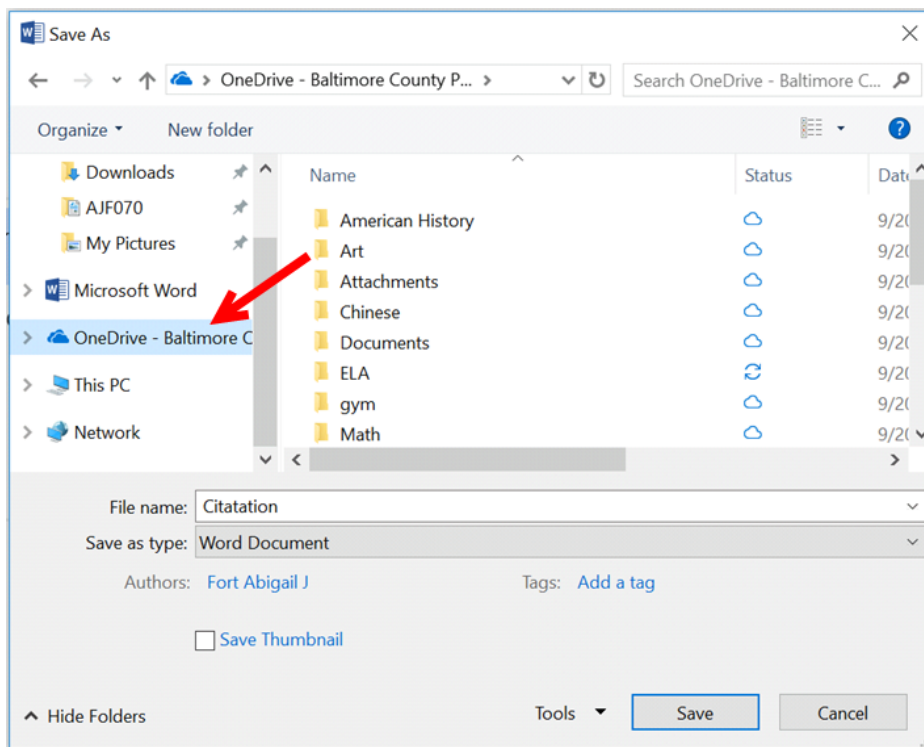 Save As
OneDrive - Baltimore County P...
Search OneDrive - Baltimore C...
Organize
New folder
?
Downloads
AJF070
My Pictures
Microsoft Word
OneDrive - Baltimore C
This PC
Network
Name Status Date
American History 9/20
Art 9/20
Attachments 9/20
Chinese 9/20
Documents 9/20
ELA 9/20
gym 9/20
Math 9/20
File name: Citatation
Save as type: Word Document
Authors: Fort Abigail J Tags: Add a tag
Save Thumbnail
Hide Folders Tools Save Cancel